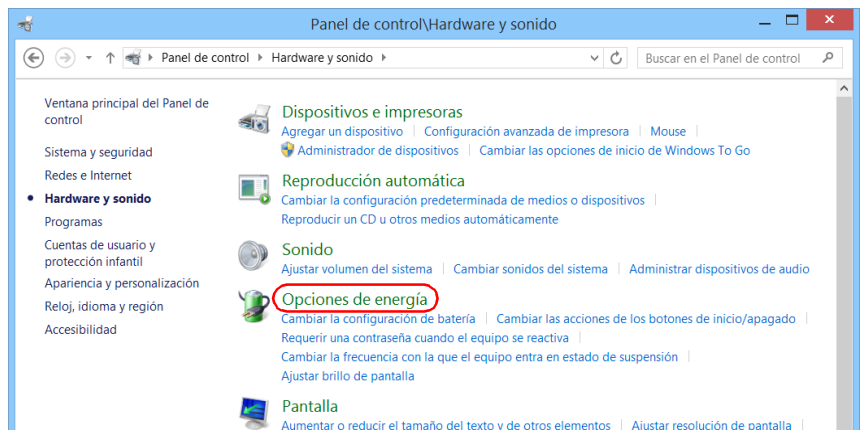 Panel de control\Hardware y sonido
Panel de control Hardware y sonido
Buscar en el Panel de control
Ventana principal del Panel de
control
Sistema y seguridad
Redes e Internet
Hardware y sonido
Programas
Cuentas de usuario y
protección infantil
Apariencia y personalización
Reloj, idioma y región
Accesibilidad
Dispositivos e impresoras
Agregar un dispositivo Configuración avanzada de impresora Mouse
Administrador de dispositivos Cambiar las opciones de inicio de Windows To Go
Reproducción automática
Cambiar la configuración predeterminada de medios o dispositivos
Reproducir un CD u otros medios automáticamente
Sonido
Ajustar volumen del sistema Cambiar sonidos del sistema Administrar dispositivos de audio
Opciones de energía
Cambiar la configuración de batería Cambiar las acciones de los botones de inicio/apagado
Requerir una contraseña cuando el equipo se reactiva
Cambiar la frecuencia con la que el equipo entra en estado de suspensión
Ajustar brillo de pantalla
Pantalla
Aumentar o reducir el tamaño del texto y de otros elementos Ajustar resolución de pantalla